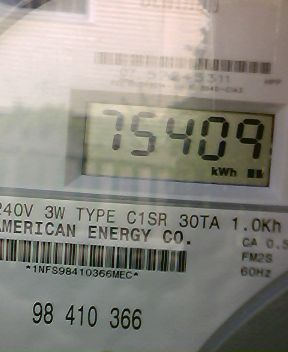 75409
kWh
240V 3W TYPE C1SR 30TA 1.0Kh
AMERICAN ENERGY CO.
CA 0.5
FM2S
60Hz
*1NFS98410366MEC*
98 410 366